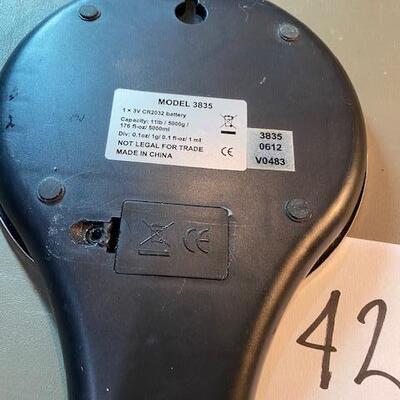 MODEL 3835
1 × 3V CR2032 battery
Capacity: 11lb / 5000g /
176 fl·oz/ 5000ml
Div: 0.1oz/ 1g/ 0.1 fl·oz/ 1 ml
NOT LEGAL FOR TRADE
MADE IN CHINA
CE
3835
0612
V0483
CE
42